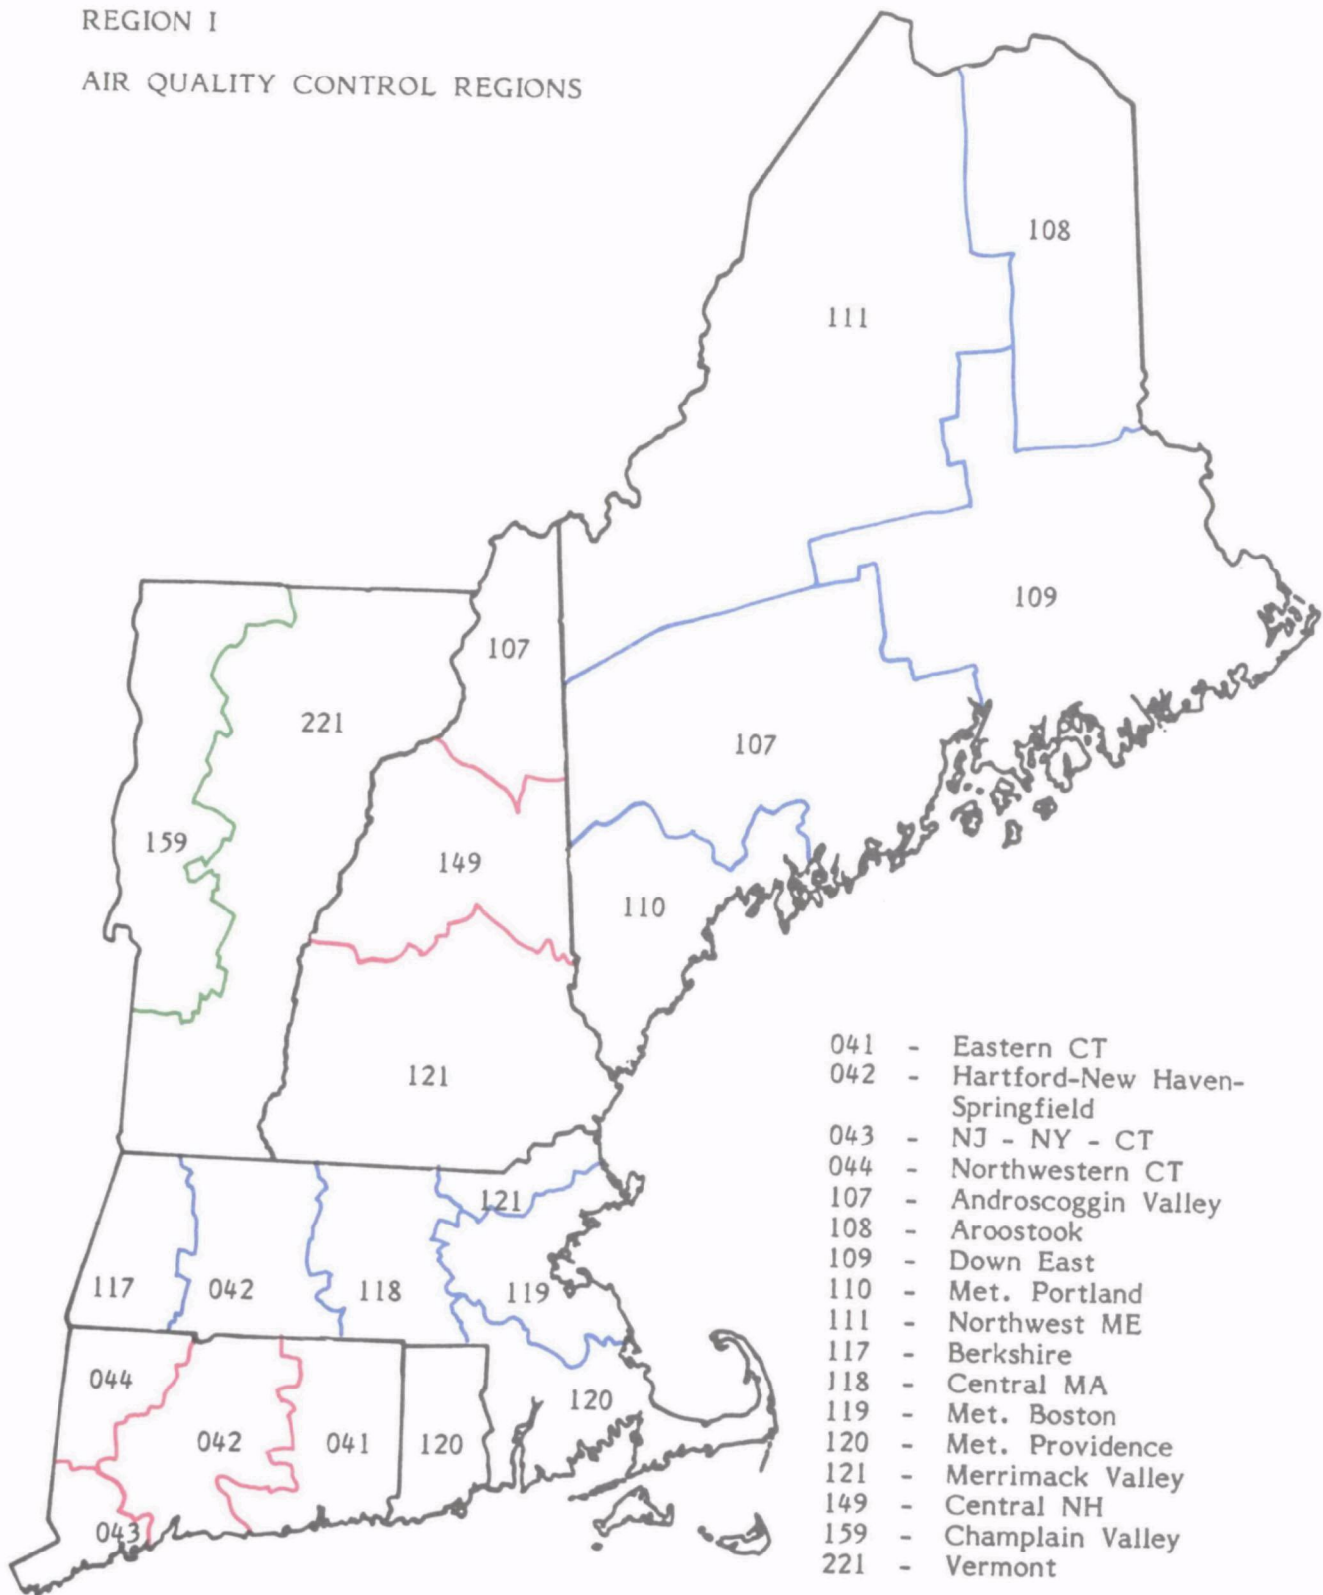 REGION I
AIR QUALITY CONTROL REGIONS
108
111
109
107
221
107
159
149
110
121
121
117
042
118
119
044
042
041
120
120
043
041 - Eastern CT
042 - Hartford-New Haven-
Springfield
043 - NJ - NY - CT
044 - Northwestern CT
107 - Androscoggin Valley
108 - Aroostook
109 - Down East
110 - Met. Portland
111 - Northwest ME
117 - Berkshire
118 - Central MA
119 - Met. Boston
120 - Met. Providence
121 - Merrimack Valley
149 - Central NH
159 - Champlain Valley
221 - Vermont